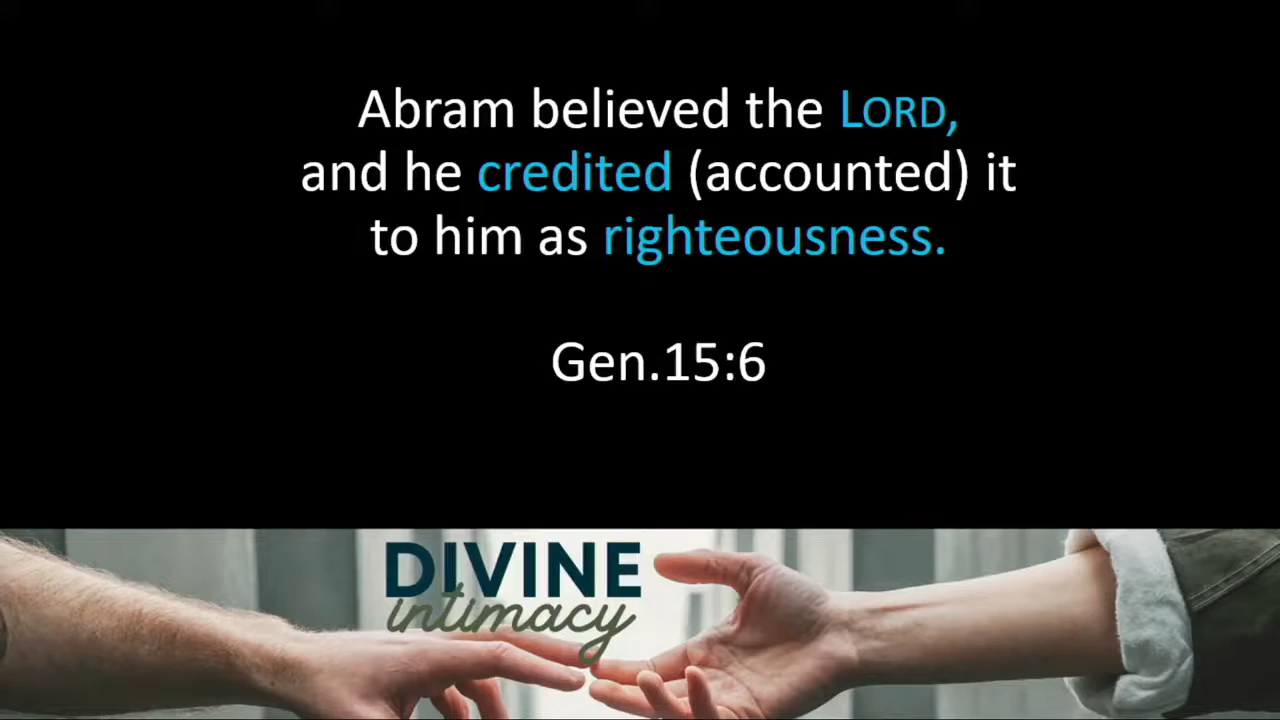 Abram believed the LORD,
and he credited (accounted) it
to him as righteousness.
Gen.15:6
DIVINE
intimacy